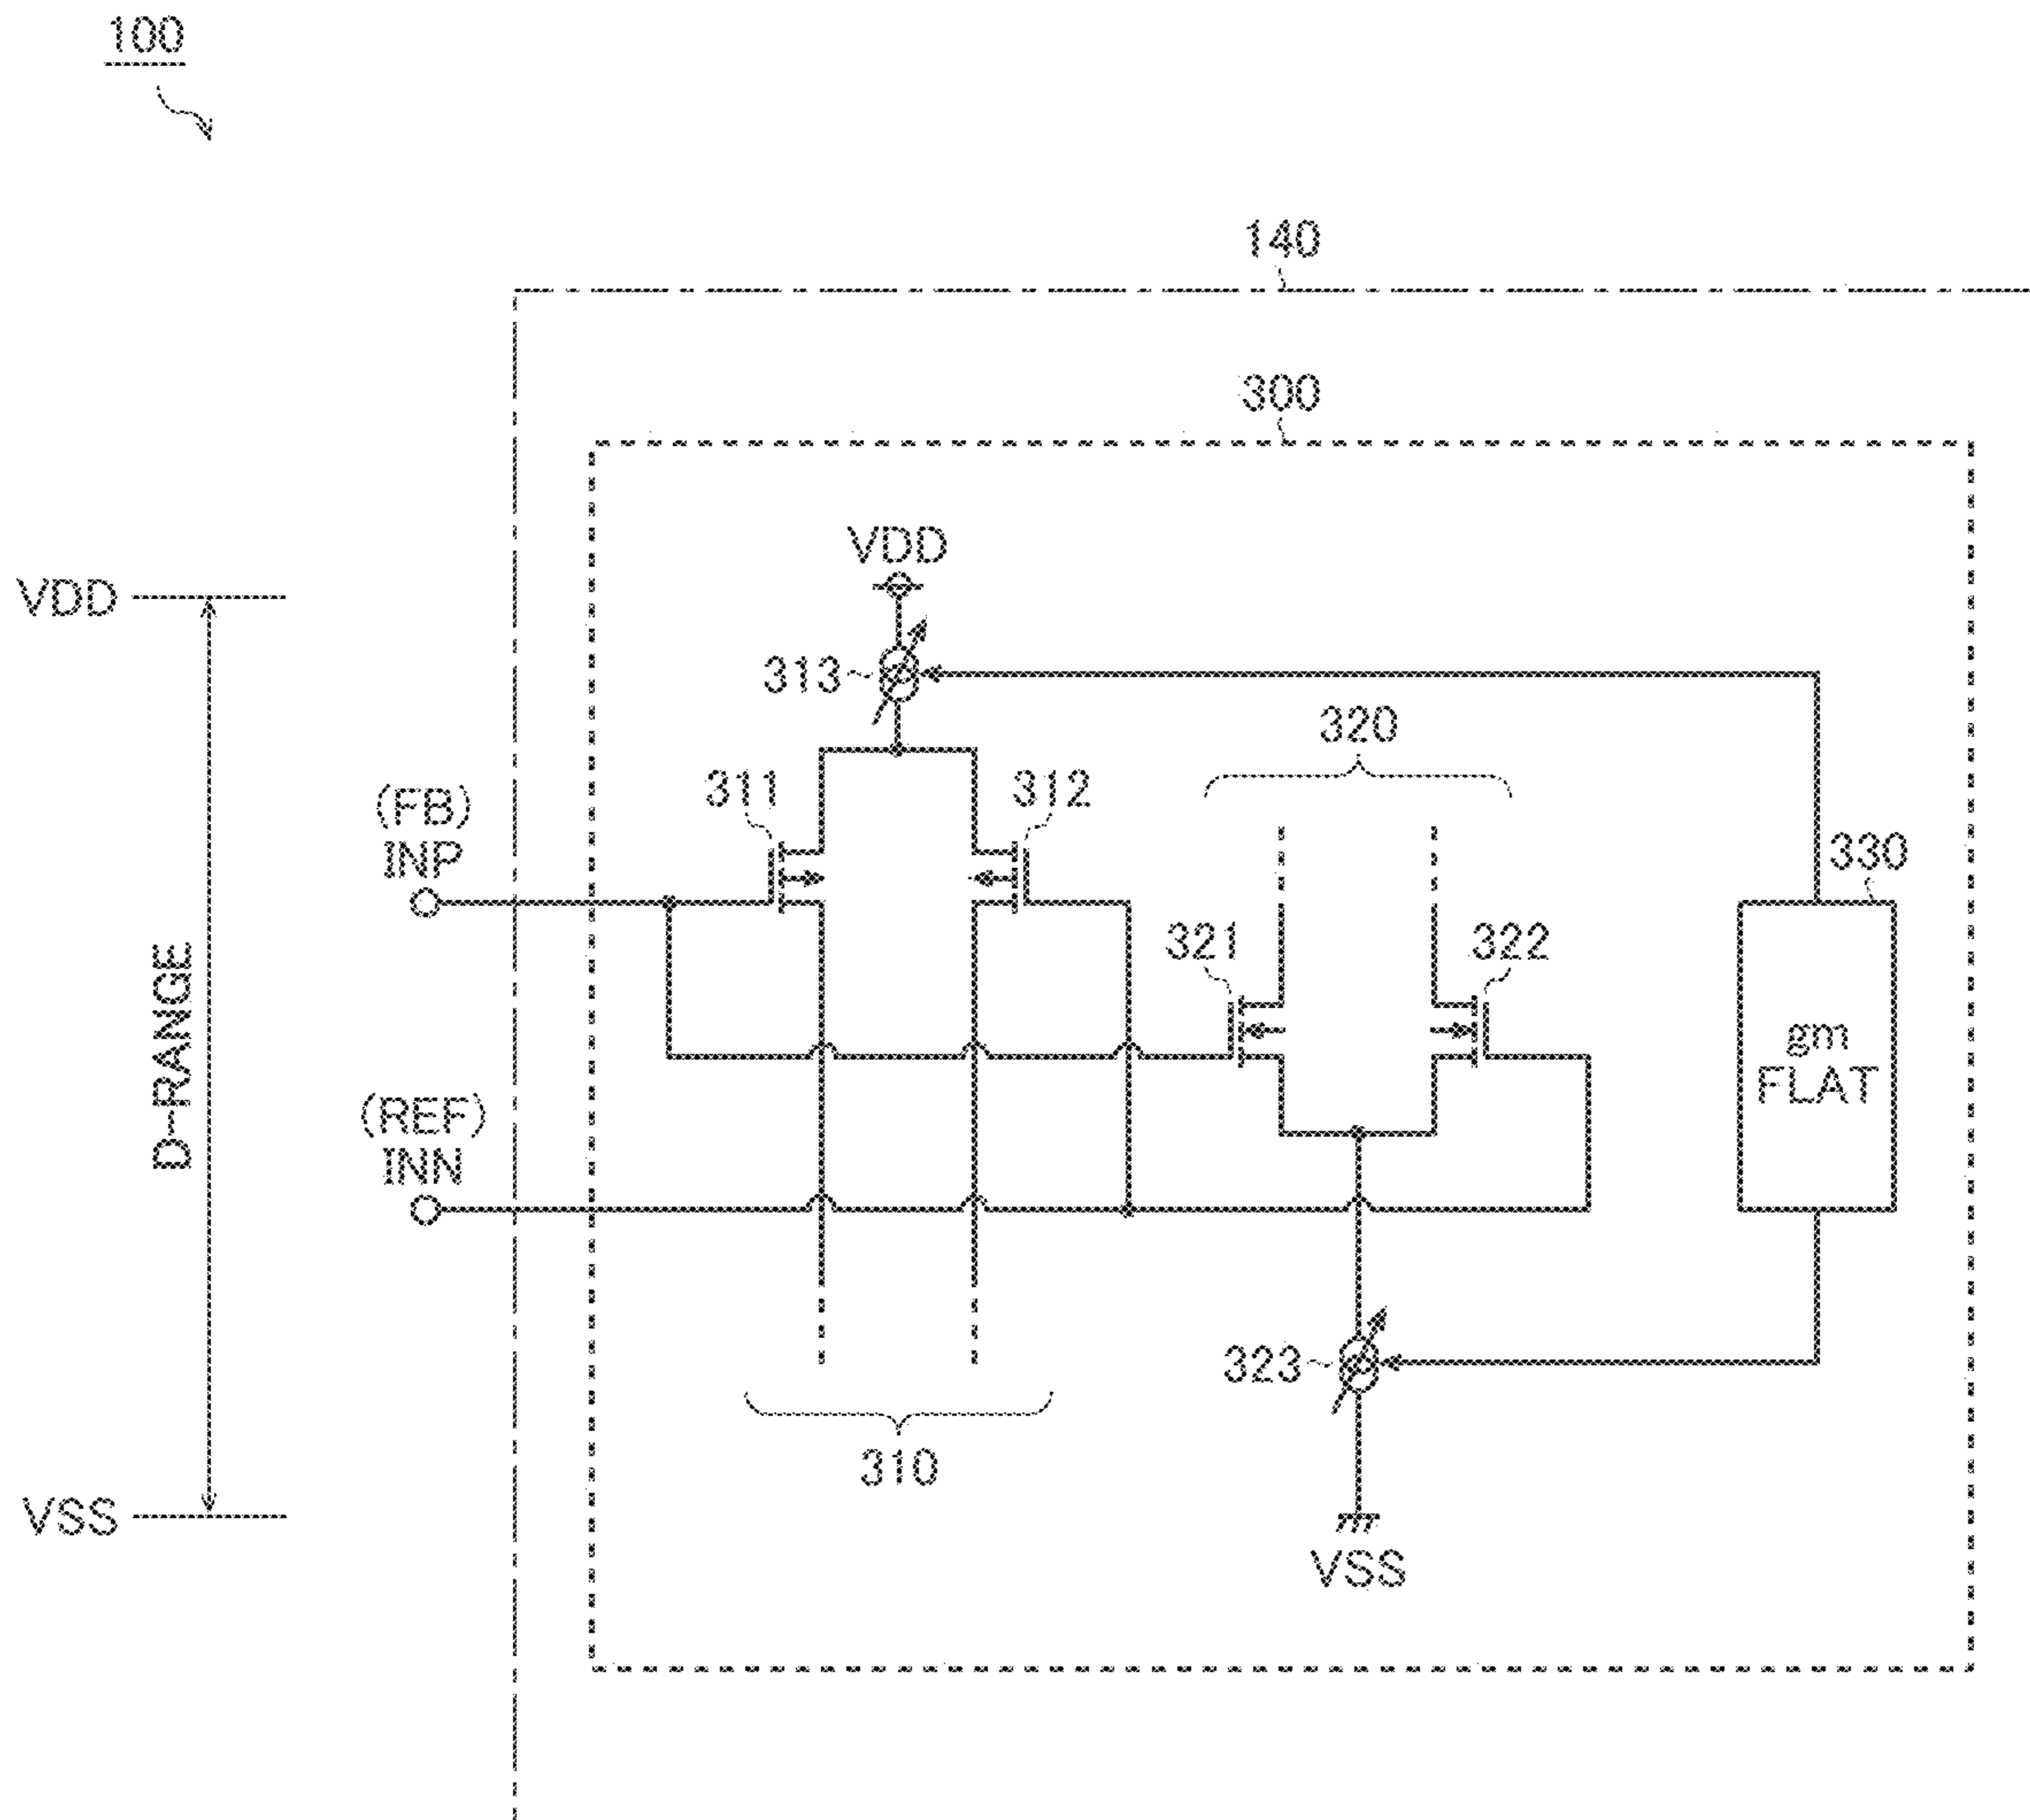 100
140
300
VDD
VDD
313
320
311
312
(FB)
INP
330
321
322
D-RANGE
gm
FLAT
(REF)
INN
323
310
VSS
VSS